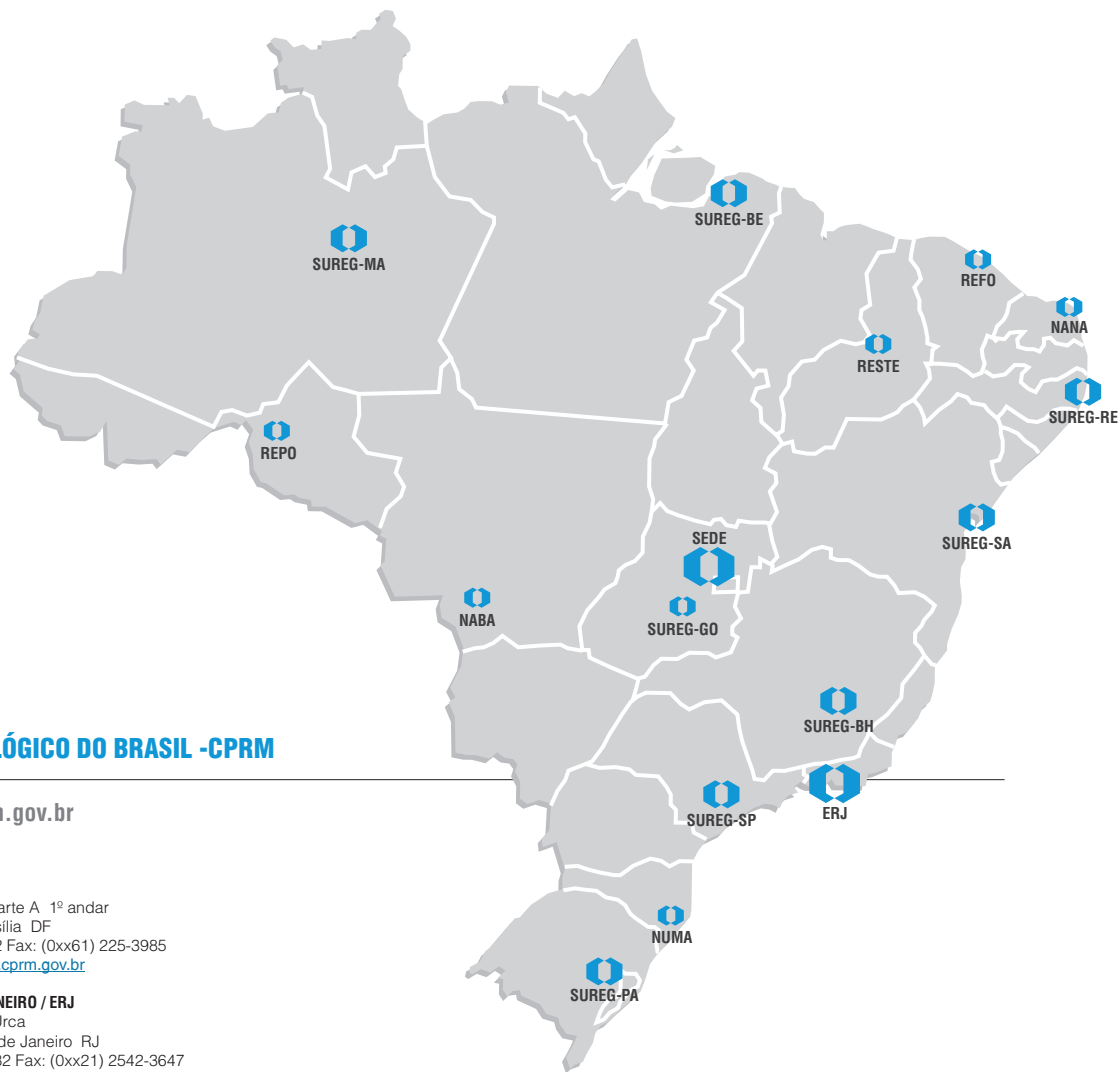 SUREG-BE
SUREG-MA
REFO
NANA
RESTE
SUREG-RE
REPO
SUREG-SA
SEDE
NABA
SUREG-GO
SUREG-BH
LÓGICO DO BRASIL -CPRM
.gov.br
SUREG-SP
ERJ
arte A 1º andar
sília DF
2 Fax: (0xx61) 225-3985
cprm.gov.br
NUMA
SUREG-PA
NEIRO / ERJ
Urca
de Janeiro RJ
32 Fax: (0xx21) 2542-3647